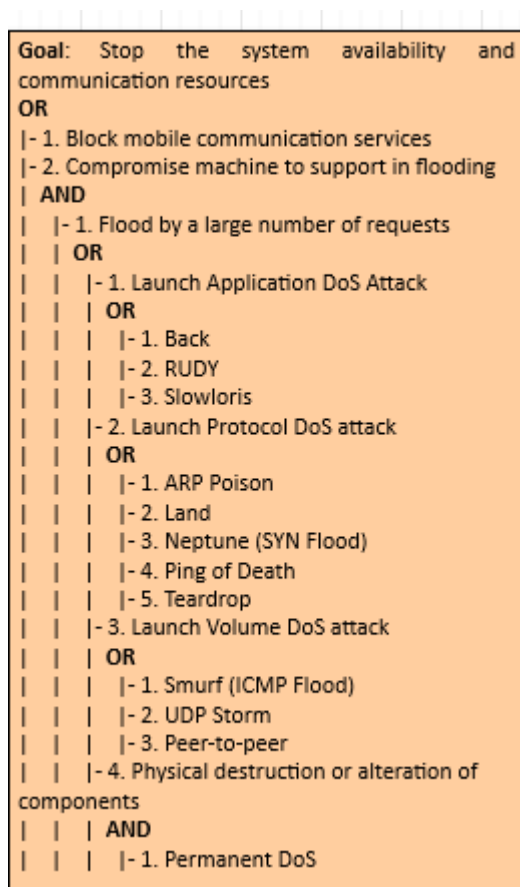 Goal: Stop the system availability and
communication resources
OR
|- 1. Block mobile communication services
|- 2. Compromise machine to support in flooding
| AND
| |- 1. Flood by a large number of requests
| | OR
| | |- 1. Launch Application DoS Attack
| | | OR
| | | |- 1. Back
| | | |- 2. RUDY
| | | |- 3. Slowloris
| | |- 2. Launch Protocol DoS attack
| | | OR
| | | |- 1. ARP Poison
| | | |- 2. Land
| | | |- 3. Neptune (SYN Flood)
| | | |- 4. Ping of Death
| | | |- 5. Teardrop
| | |- 3. Launch Volume DoS attack
| | | OR
| | | |- 1. Smurf (ICMP Flood)
| | | |- 2. UDP Storm
| | | |- 3. Peer-to-peer
| | |- 4. Physical destruction or alteration of
components
| | | AND
| | | |- 1. Permanent DoS